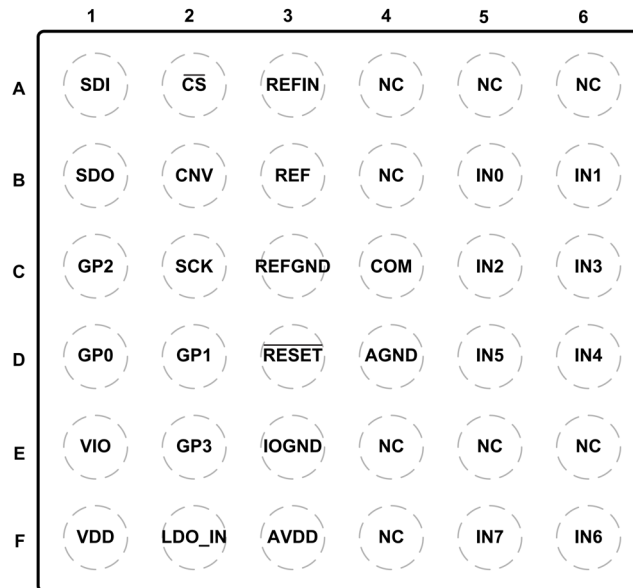 1 2 3 4 5 6
A SDI C̅S̅ REFIN NC NC NC
B SDO CNV REF NC IN0 IN1
C GP2 SCK REFGND COM IN2 IN3
D GP0 GP1 R̅E̅S̅E̅T̅ AGND IN5 IN4
E VIO GP3 IOGND NC NC NC
F VDD LDO_IN AVDD NC IN7 IN6